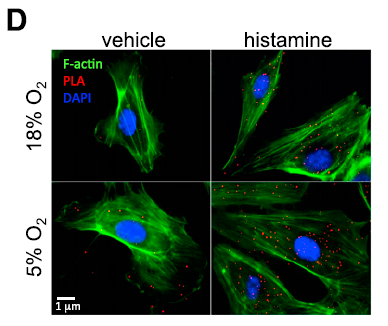 D
vehicle
histamine
18% O₂
F-actin
PLA
DAPI
5% O₂
1 µm